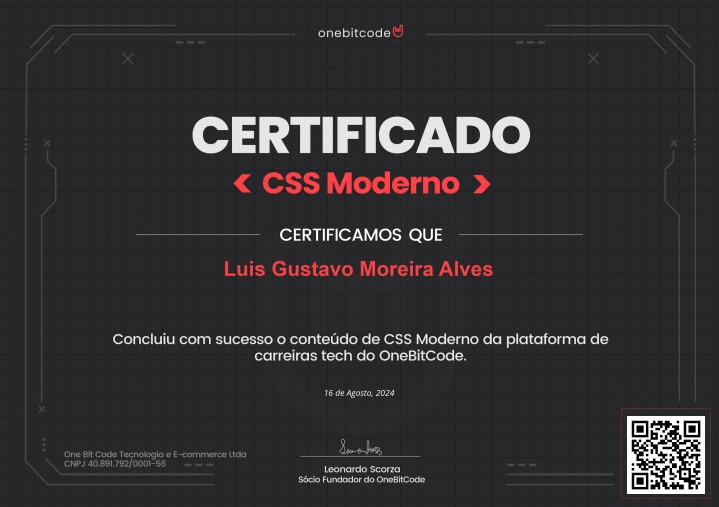 onebitcode
CERTIFICADO
CSS Moderno
CERTIFICAMOS QUE
Luis Gustavo Moreira Alves
Concluiu com sucesso o conteúdo de CSS Moderno da plataforma de
carreiras tech do OneBitCode.
16 de Agosto, 2024
One Bit Code Tecnologia e E-commerce Ltda
CNPJ 40.891.792/0001-56
Leonardo Scorza
Sócio Fundador do OneBitCode